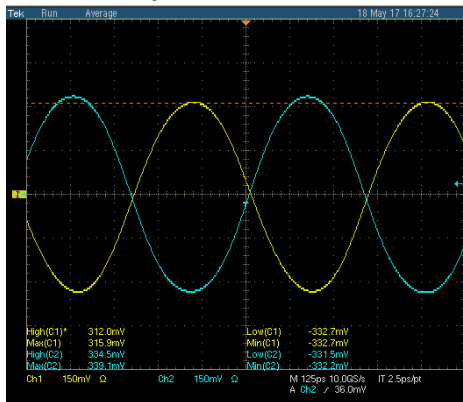 Tek Run Average 18 May 17 16:27:24
High(C1)* 312.0mV Low(C1) -332.7mV
Max(C1) 315.9mV Min(C1) -332.7mV
High(C2) 334.5mV Low(C2) -331.5mV
Max(C2) 339.1mV Min(C2) -332.2mV
Ch1 150mV Ω Ch2 150mV Ω M 125ps 10.0GS/s IT 2.5ps/pt
A Ch2 / 36.0mV